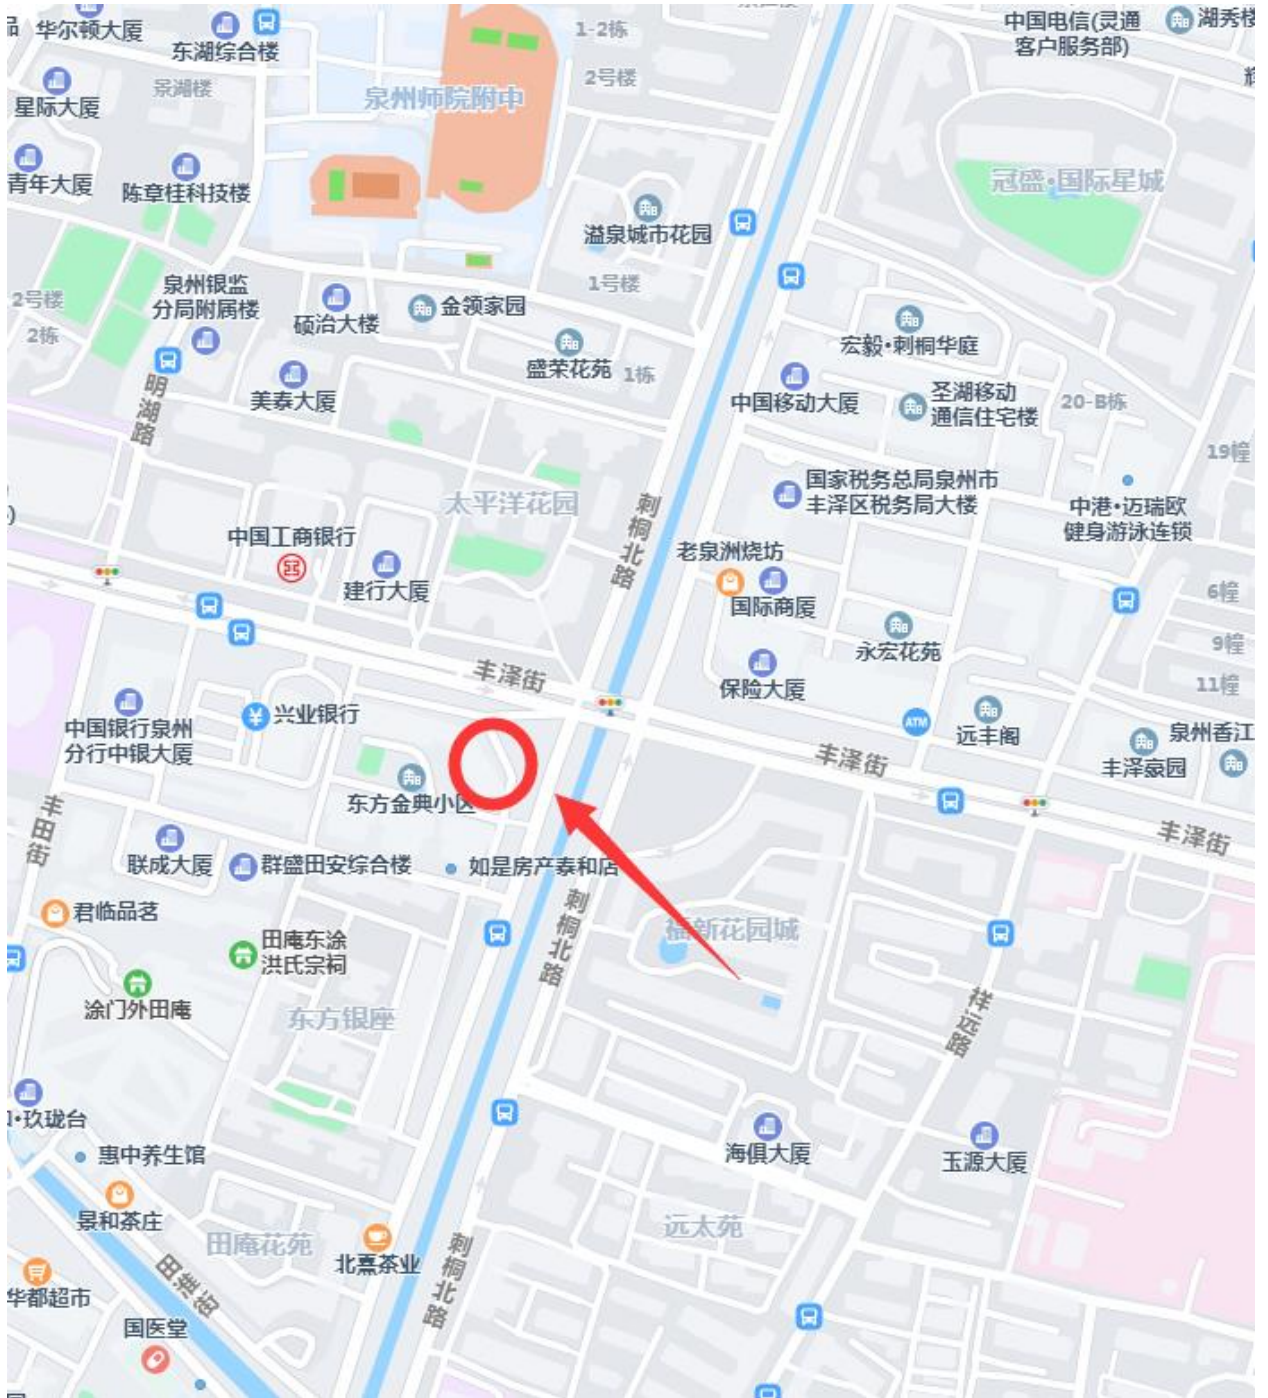 华尔顿大厦
东湖综合楼
1-2栋
中国电信(灵通
客户服务部)
湖秀楼
星际大厦
景湖楼
泉州师院附中
2号楼
青年大厦
陈章桂科技楼
冠盛·国际星城
溢泉城市花园
1号楼
泉州银监
分局附属楼
2号楼
2栋
硕治大楼
金领家园
宏毅•刺桐华庭
盛荣花苑
1栋
美泰大厦
明湖路
中国移动大厦
圣湖移动
通信住宅楼
20-B栋
19幢
国家税务总局泉州市
丰泽区税务局大楼
太平洋花园
刺桐北路
中港•迈瑞欧
健身游泳连锁
中国工商银行
建行大厦
老泉洲烧坊
国际商厦
6幢
永宏花苑
9幢
丰泽街
保险大厦
11幢
兴业银行
中国银行泉州
分行中银大厦
ATM
远丰阁
泉州香江
丰泽街
丰泽豪园
东方金典小区
丰田街
丰泽街
联成大厦
群盛田安综合楼
如是房产泰和店
君临品茗
刺桐北路
福新花园城
田庵东涂
洪氏宗祠
涂门外田庵
东方银座
祥远路
•玖珑台
惠中养生馆
海俱大厦
玉源大厦
景和茶庄
田庵花苑
北熹茶业
远太苑
刺桐北路
田淮街
华都超市
国医堂